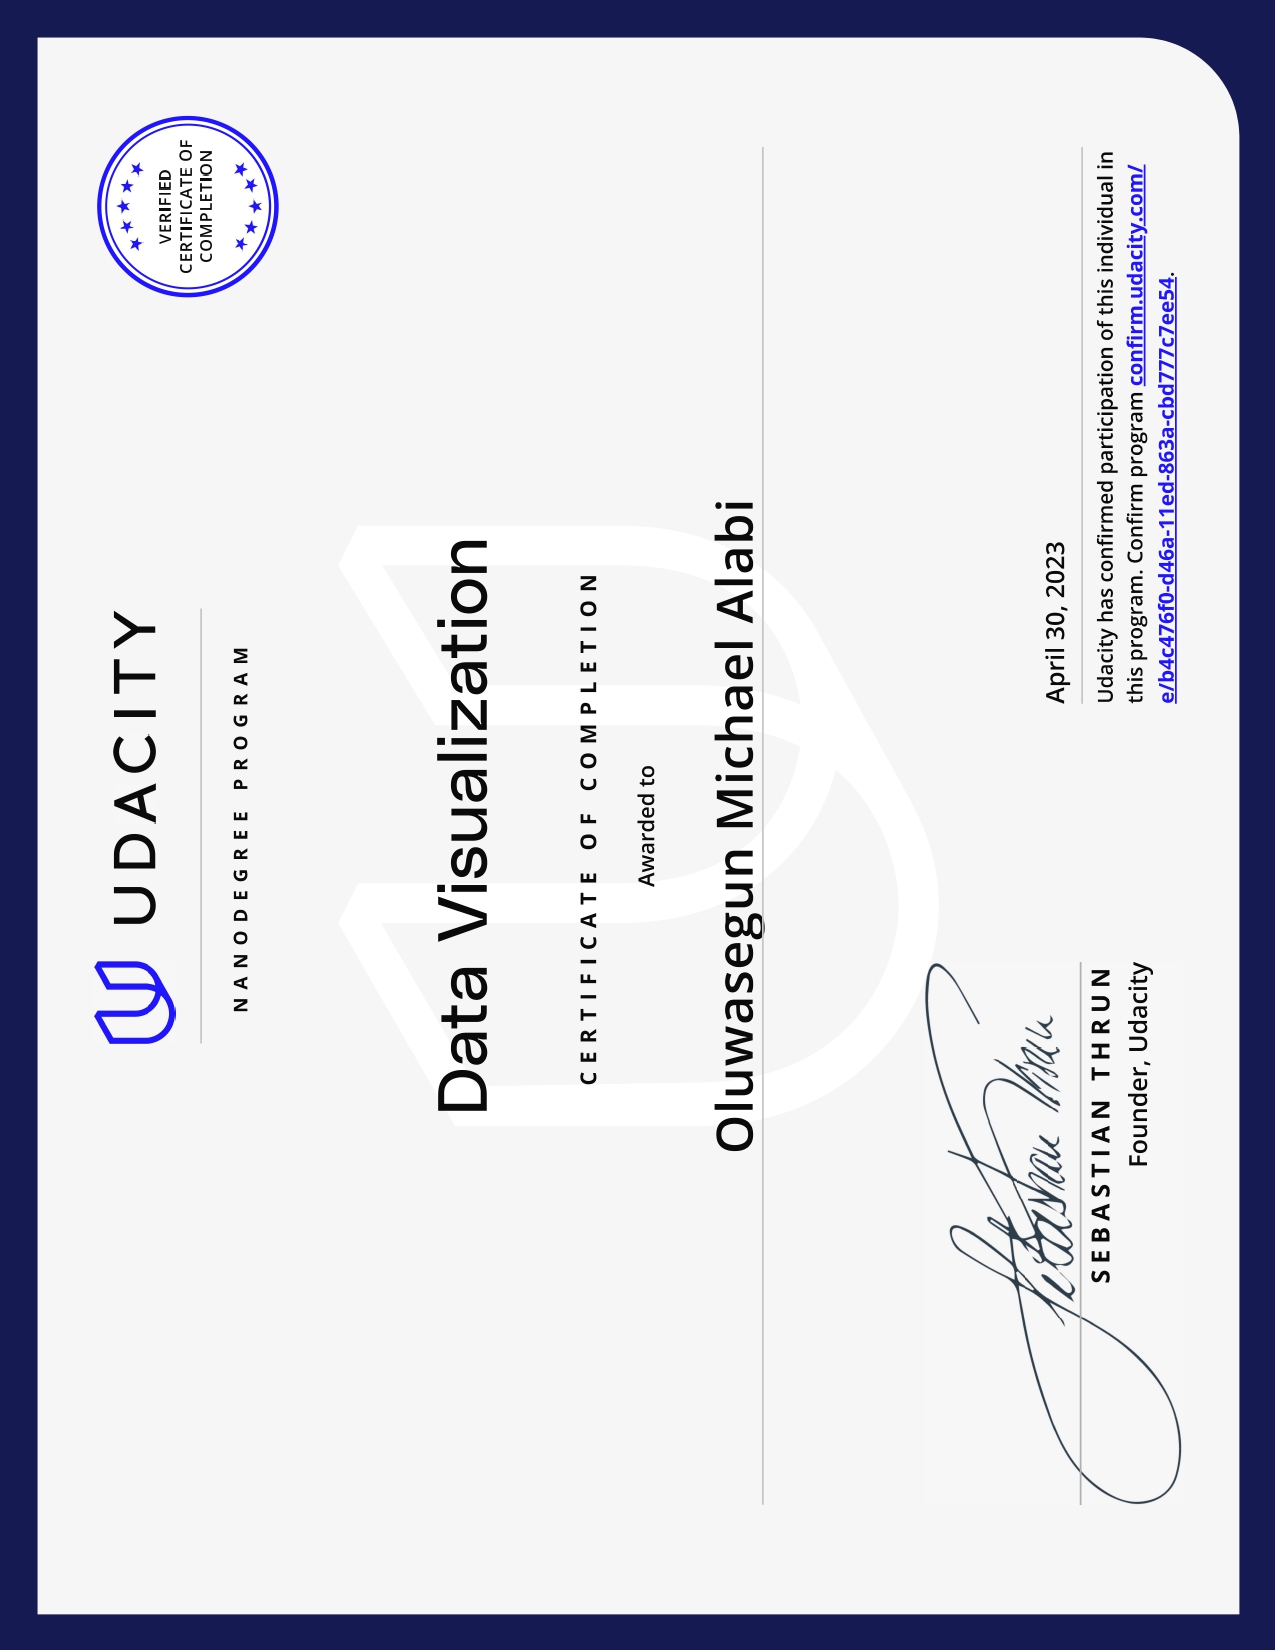 UDACITY
NANODEGREE PROGRAM
VERIFIED
CERTIFICATE OF
COMPLETION
Data Visualization
CERTIFICATE OF COMPLETION
Awarded to
Oluwasegun Michael Alabi
Sebastian Thrun
SEBASTIAN THRUN
Founder, Udacity
April 30, 2023
Udacity has confirmed participation of this individual in
this program. Confirm program confirm.udacity.com/
e/b4c476f0-d46a-11ed-863a-cbd777c7ee54.